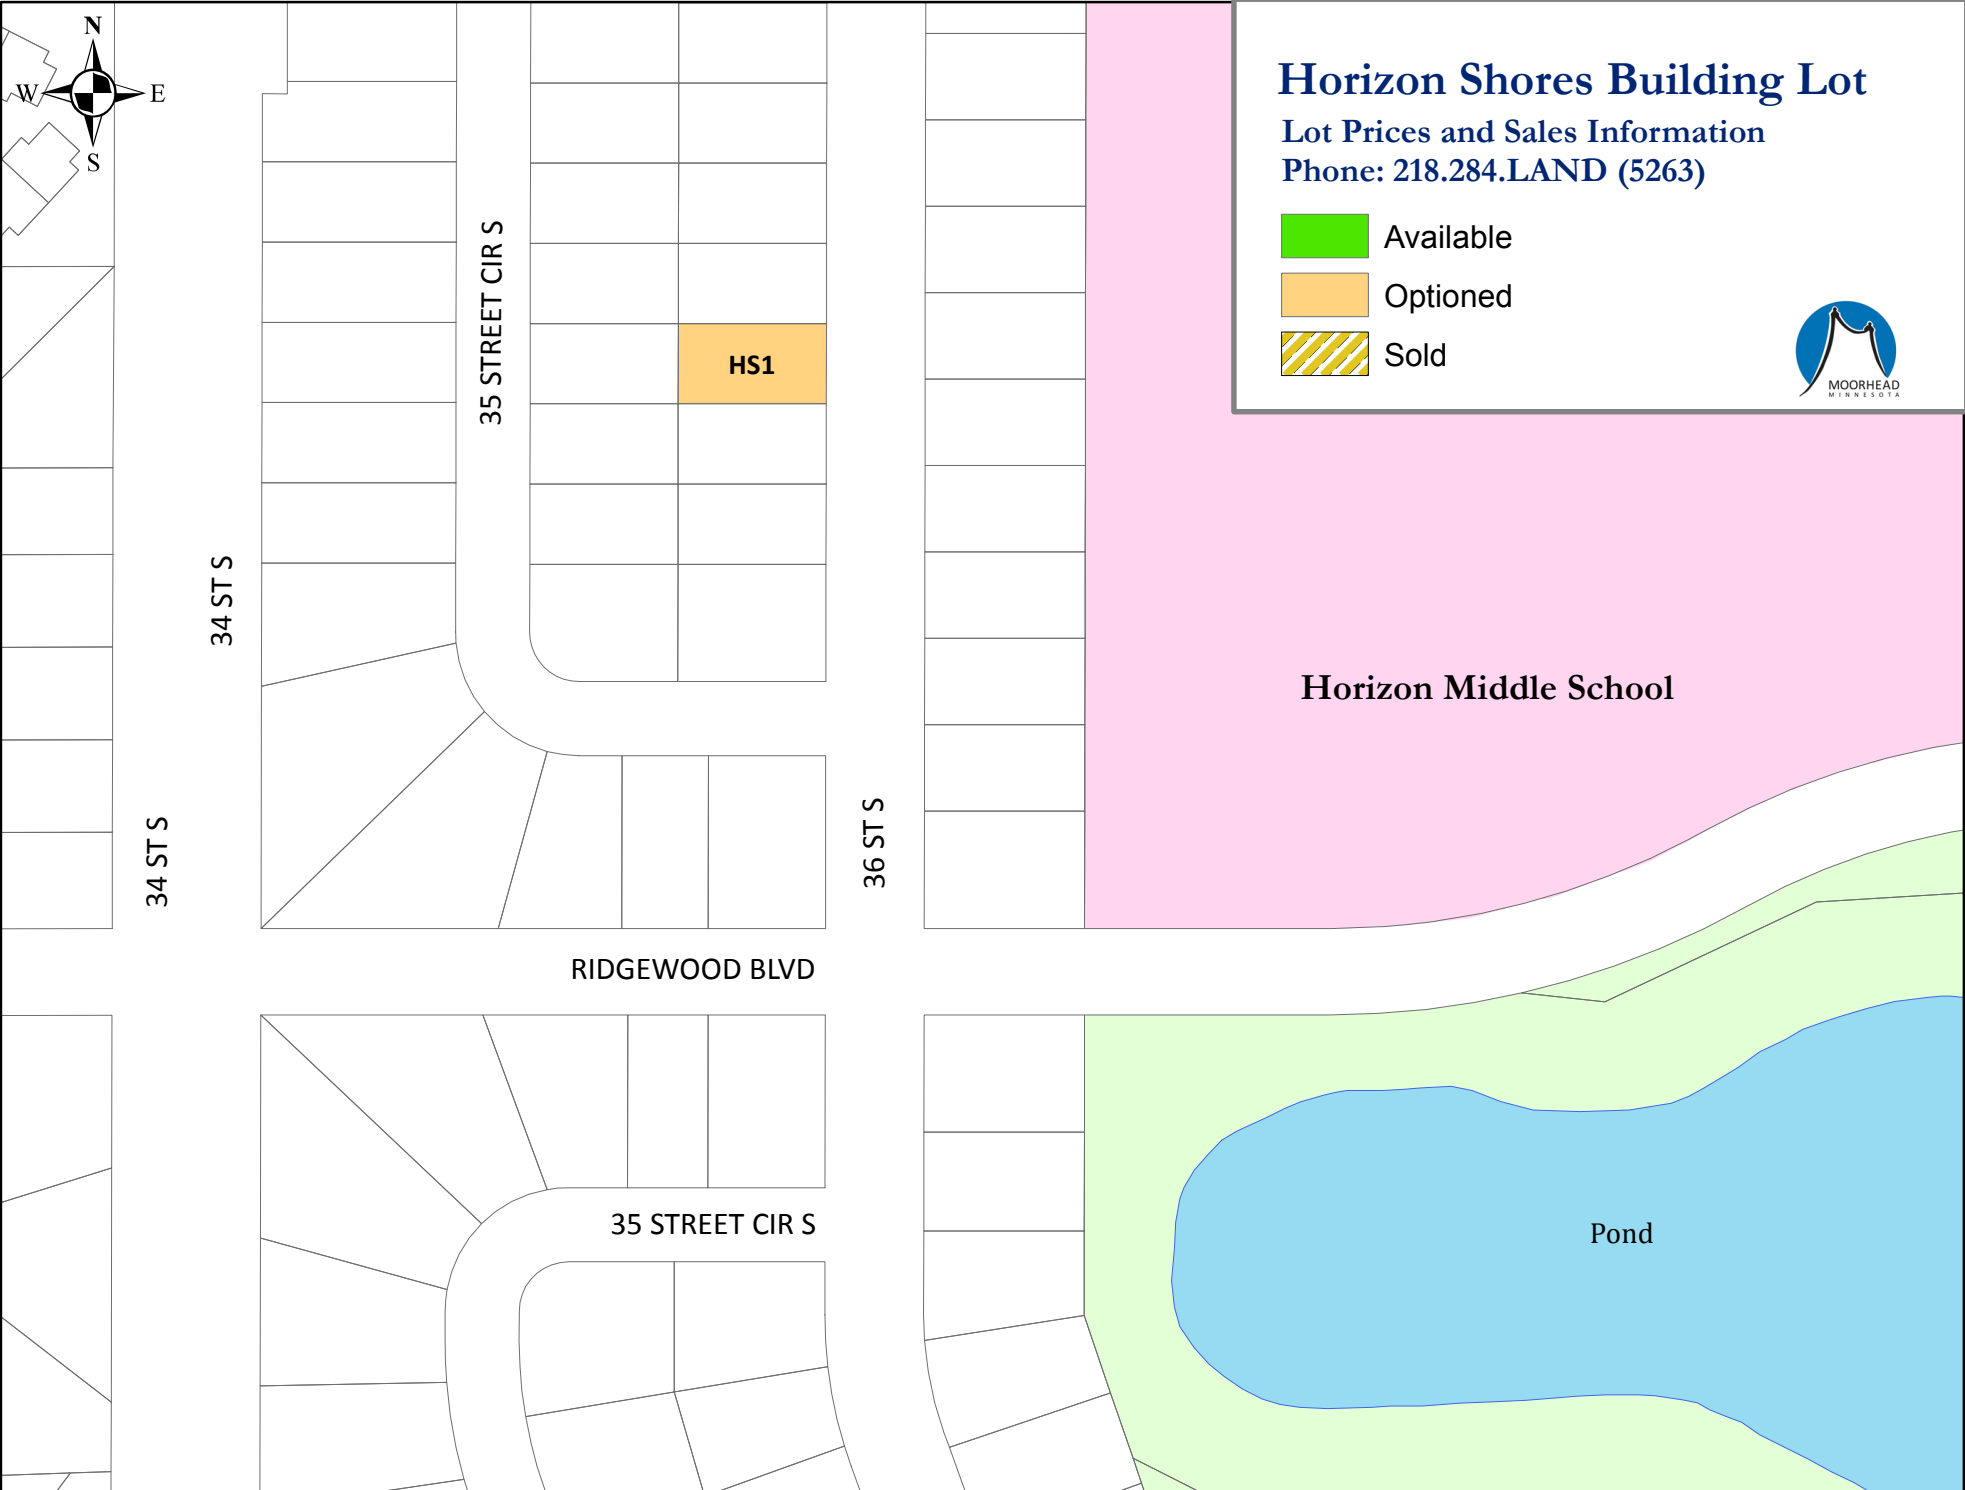 N
W
E
S
Horizon Shores Building Lot
Lot Prices and Sales Information
Phone: 218.284.LAND (5263)
Available
Optioned
Sold
MOORHEAD
MINNESOTA
35 STREET CIR S
HS1
34 ST S
Horizon Middle School
34 ST S
36 ST S
RIDGEWOOD BLVD
35 STREET CIR S
Pond